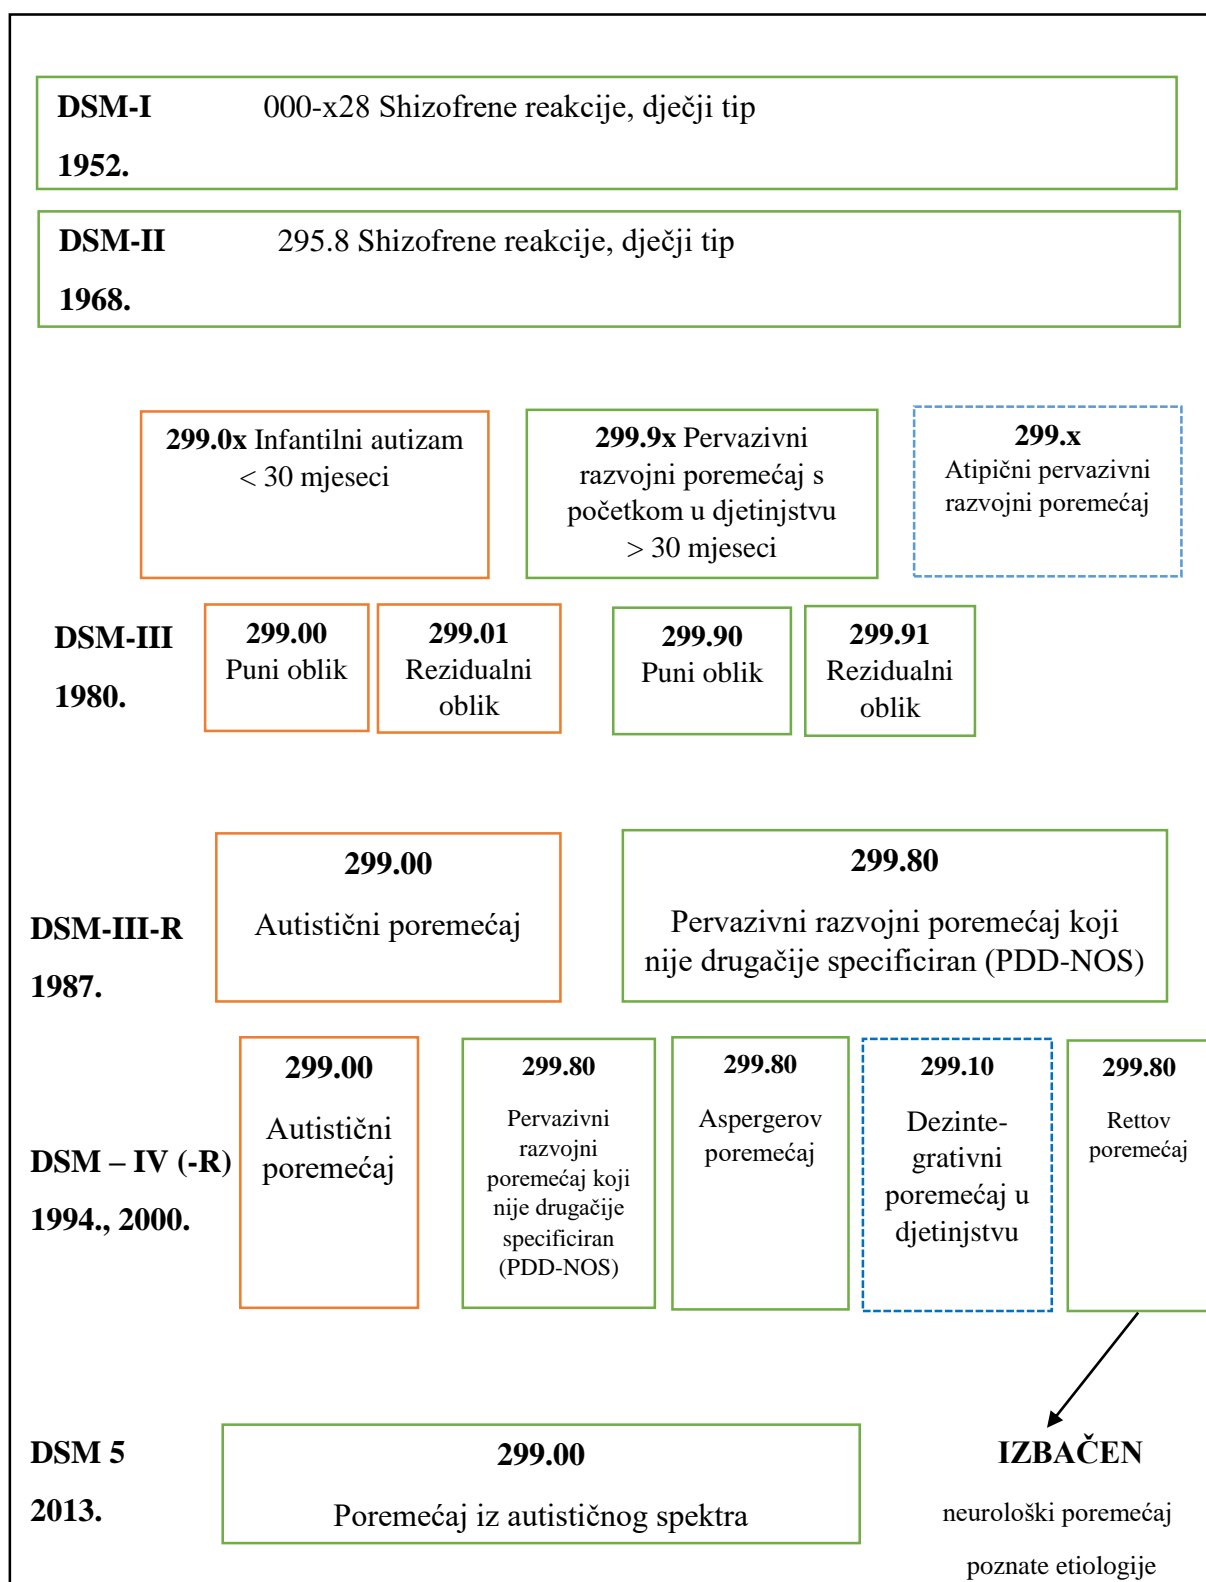 DSM-I 000-x28 Shizofrene reakcije, dječji tip
1952.
DSM-II 295.8 Shizofrene reakcije, dječji tip
1968.
299.0x Infantilni autizam
< 30 mjeseci
299.9x Pervazivni
razvojni poremećaj s
početkom u djetinjstvu
> 30 mjeseci
299.x
Atipični pervazivni
razvojni poremećaj
DSM-III
1980.
299.00
Puni oblik
299.01
Rezidualni
oblik
299.90
Puni oblik
299.91
Rezidualni
oblik
DSM-III-R
1987.
299.00
Autistični poremećaj
299.80
Pervazivni razvojni poremećaj koji
nije drugačije specificiran (PDD-NOS)
DSM – IV (-R)
1994., 2000.
299.00
Autistični
poremećaj
299.80
Pervazivni
razvojni
poremećaj koji
nije drugačije
specificiran
(PDD-NOS)
299.80
Aspergerov
poremećaj
299.10
Dezinte-
grativni
poremećaj u
djetinjstvu
299.80
Rettov
poremećaj
DSM 5
2013.
299.00
Poremećaj iz autističnog spektra
IZBAČEN
neurološki poremećaj
poznate etiologije